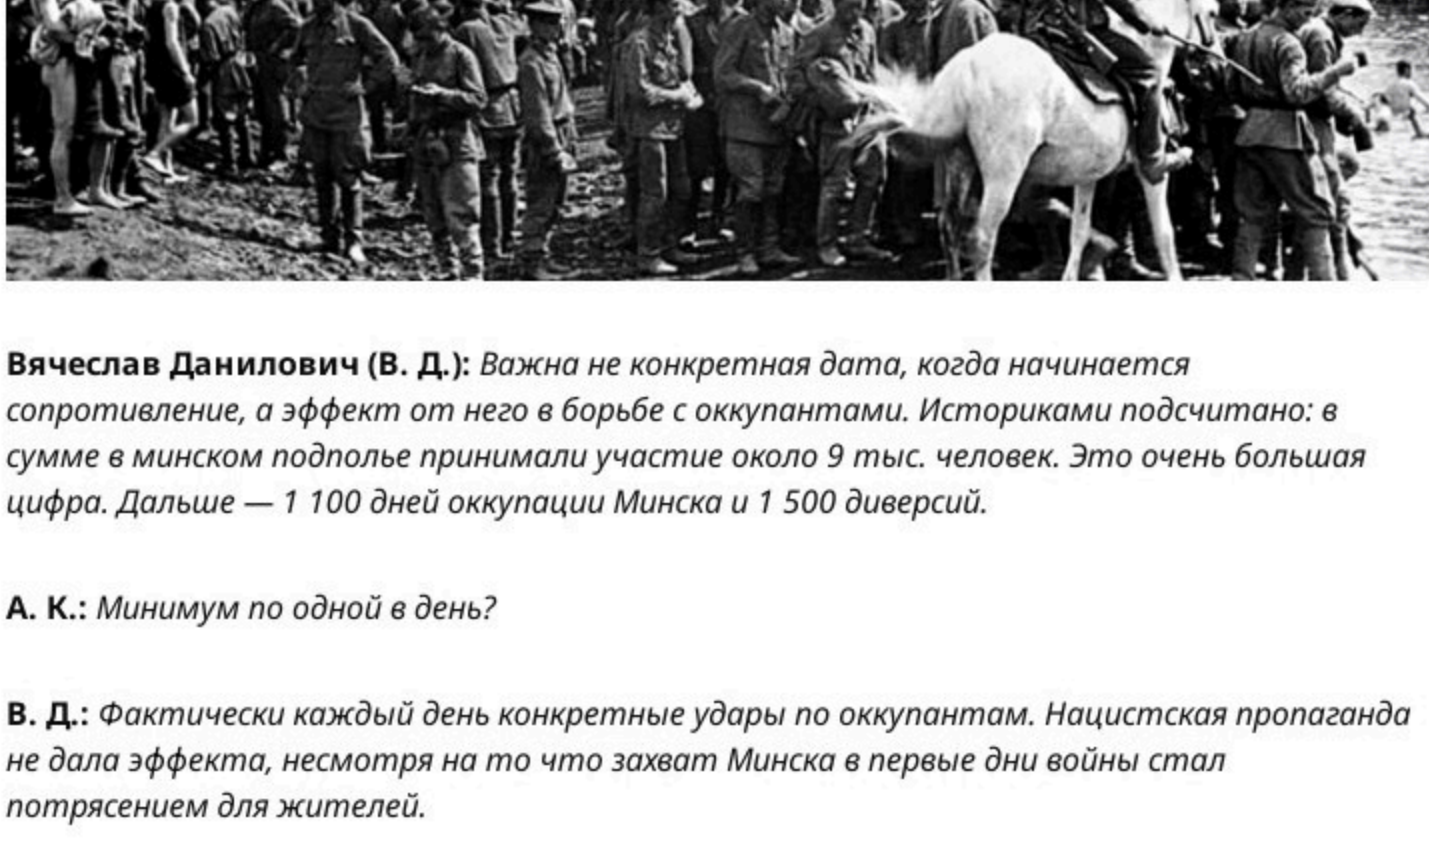 Вячеслав Данилович (В. Д.): Важна не конкретная дата, когда начинается
сопротивление, а эффект от него в борьбе с оккупантами. Историками подсчитано: в
сумме в минском подполье принимали участие около 9 тыс. человек. Это очень большая
цифра. Дальше — 1 100 дней оккупации Минска и 1 500 диверсий.
А. К.: Минимум по одной в день?
В. Д.: Фактически каждый день конкретные удары по оккупантам. Нацистская пропаганда
не дала эффекта, несмотря на то что захват Минска в первые дни войны стал
потрясением для жителей.